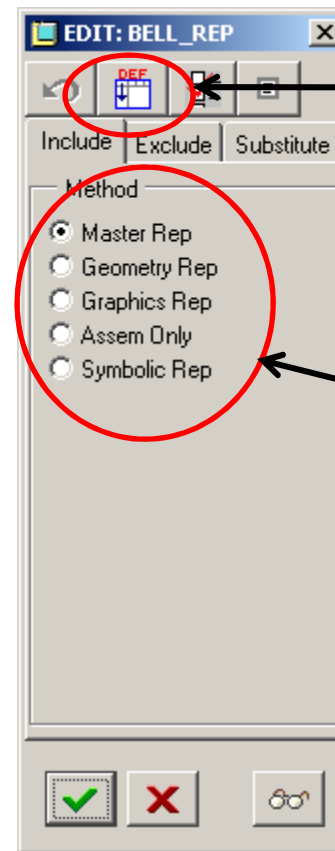 EDIT: BELL_REP
DEF
Include Exclude Substitute
Method
Master Rep
Geometry Rep
Graphics Rep
Assem Only
Symbolic Rep